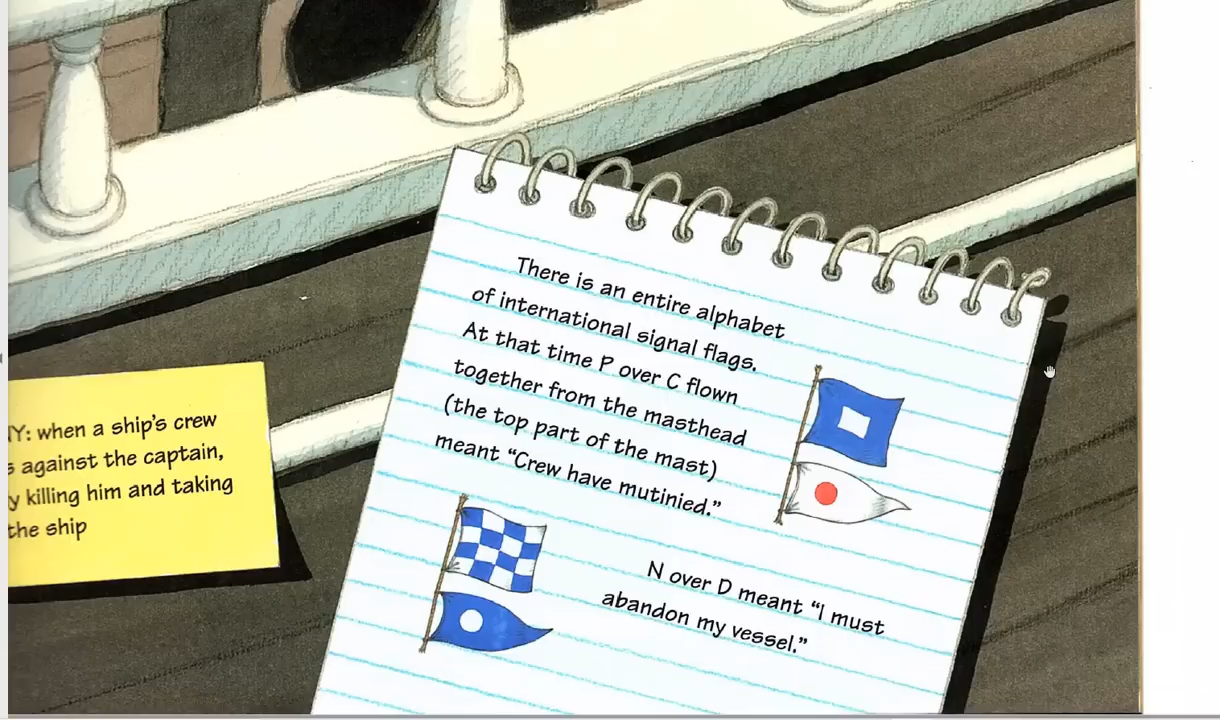 NY: when a ship's crew
s against the captain,
y killing him and taking
the ship
There is an entire alphabet
of international signal flags.
At that time P over C flown
together from the masthead
(the top part of the mast)
meant "Crew have mutinied."
N over D meant "I must
abandon my vessel."